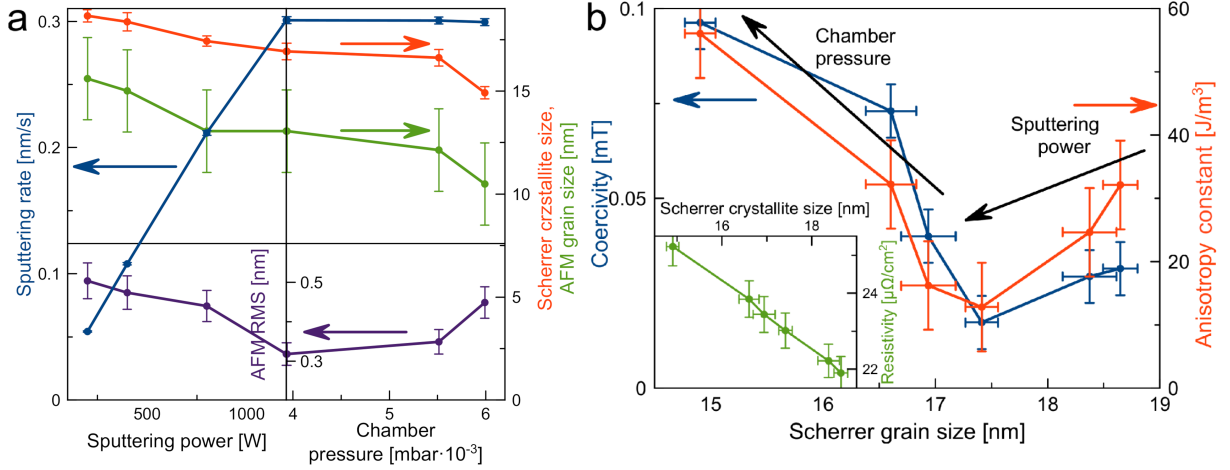 a
0.3
0.2
0.1
0
Sputtering rate [nm/s]
500
1000
Sputtering power [W]
4
5
6
Chamber
pressure [mbar·10-3]
0.5
0.3
AFM RMS [nm]
15
10
5
0
Scherrer crzstallite size,
AFM grain size [nm]
b
0.1
0.05
0
Coercivity [mT]
Chamber
pressure
Sputtering
power
60
40
20
0
Anisotropy constant [J/m3]
Scherrer crystallite size [nm]
16
18
24
22
Resistivity [μΩ/cm2]
15
16
17
18
19
Scherrer grain size [nm]